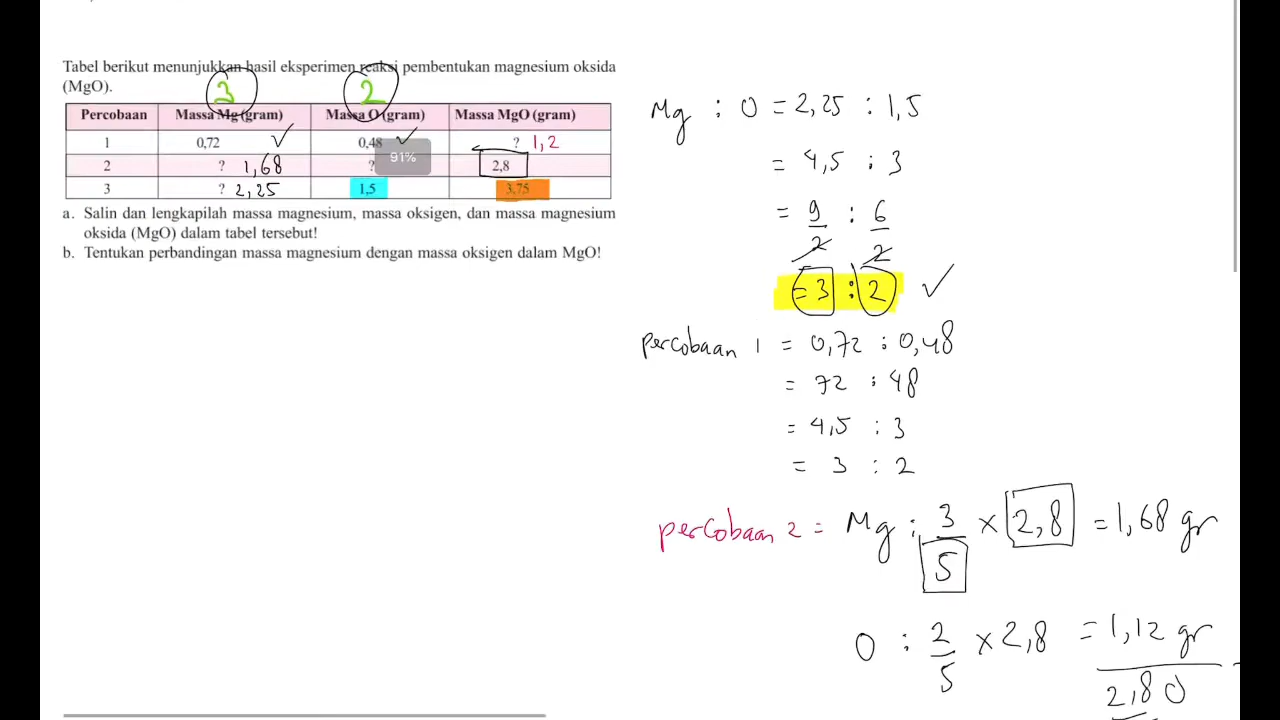 Tabel berikut menunjukkan hasil eksperimen reaksi pembentukan magnesium oksida
(MgO).
3 2
Percobaan Massa Mg (gram) Massa O (gram) Massa MgO (gram)
1 0,72 ✓ 0,48 ✓ ? 1,2
2 ? 1,68 ? 2,8
91%
3 ? 2,25 1,5 3,75
a. Salin dan lengkapilah massa magnesium, massa oksigen, dan massa magnesium
oksida (MgO) dalam tabel tersebut!
b. Tentukan perbandingan massa magnesium dengan massa oksigen dalam MgO!
Mg : O = 2,25 : 1,5
= 4,5 : 3
= 9/2 : 6/2
= 3 : 2 ✓
percobaan 1 = 0,72 : 0,48
= 72 : 48
= 4,5 : 3
= 3 : 2
percobaan 2 = Mg : 3/5 × 2,8 = 1,68 gr
O : 2/5 × 2,8 = 1,12 gr
2,80